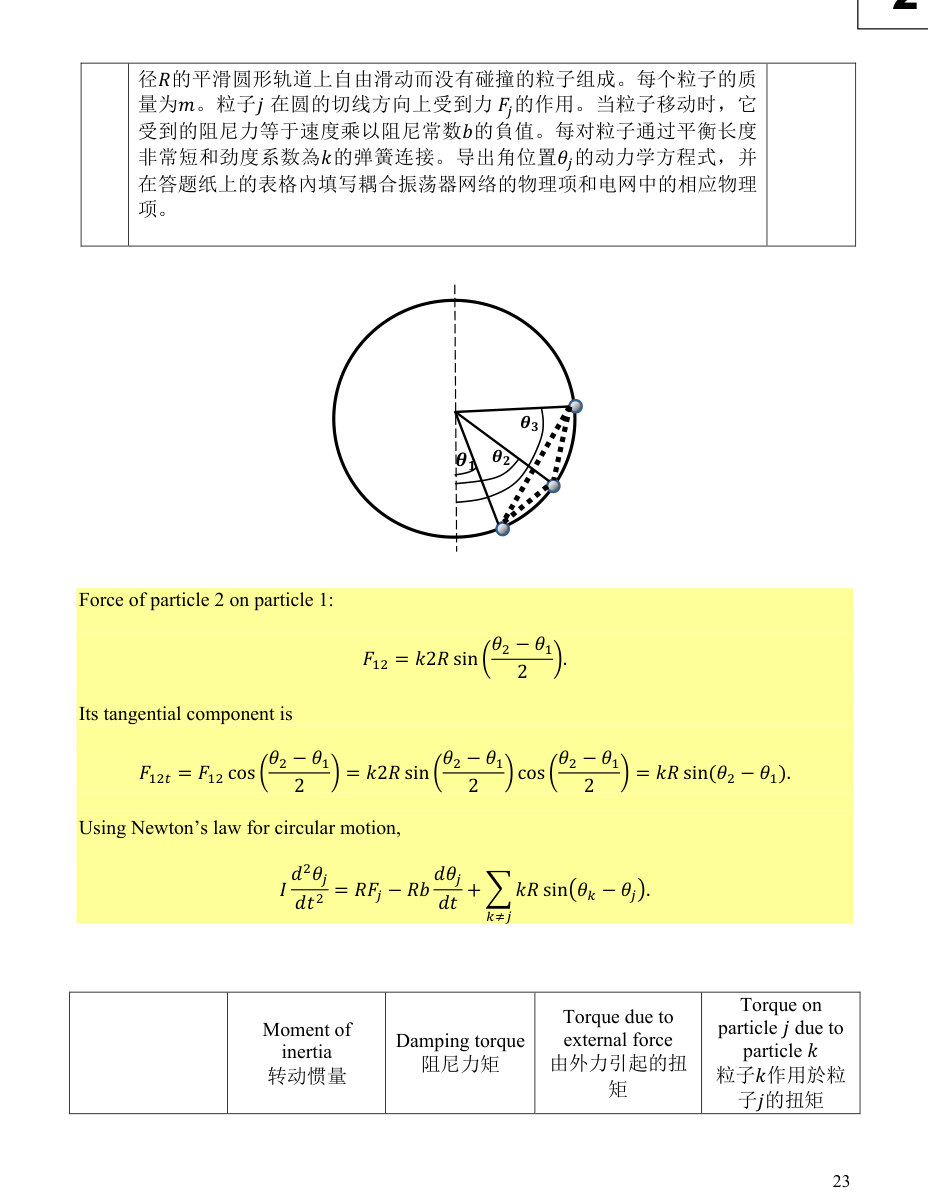 2
径R的平滑圆形轨道上自由滑动而没有碰撞的粒子组成。每个粒子的质
量为m。粒子j 在圆的切线方向上受到力 F_j的作用。当粒子移动时，它
受到的阻尼力等于速度乘以阻尼常数b的負值。每对粒子通过平衡长度
非常短和劲度系数為k的弹簧连接。导出角位置θ_j的动力学方程式，并
在答题纸上的表格內填写耦合振荡器网络的物理项和电网中的相应物理
项。
θ_3
θ_1 θ_2
Force of particle 2 on particle 1:
F_12 = k2R sin((θ_2 − θ_1)/2).
Its tangential component is
F_12t = F_12 cos((θ_2 − θ_1)/2) = k2R sin((θ_2 − θ_1)/2) cos((θ_2 − θ_1)/2) = kR sin(θ_2 − θ_1).
Using Newton’s law for circular motion,
I d²θ_j/dt² = RF_j − Rb dθ_j/dt + ∑_{k≠j} kR sin(θ_k − θ_j).
Moment of
inertia
转动惯量
Damping torque
阻尼力矩
Torque due to
external force
由外力引起的扭
矩
Torque on
particle j due to
particle k
粒子k作用於粒
子j的扭矩
23